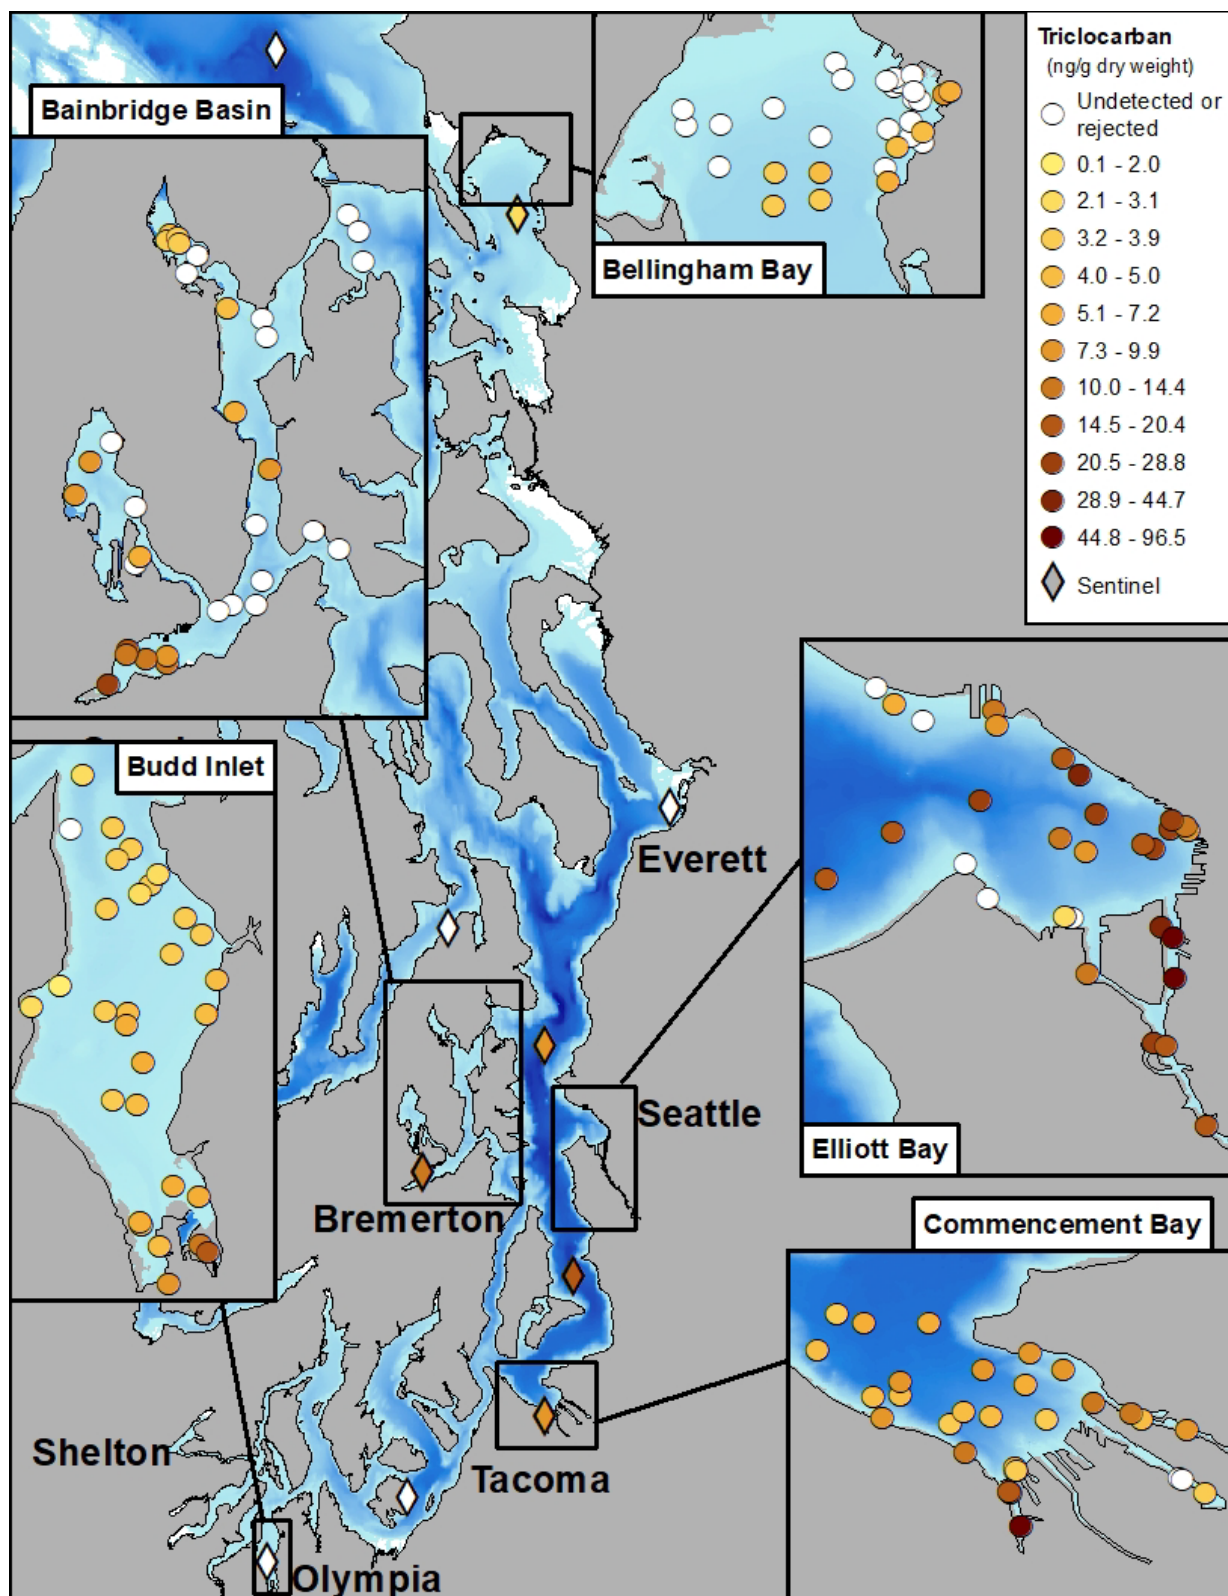 Triclocarban
(ng/g dry weight)
Undetected or
rejected
0.1 - 2.0
2.1 - 3.1
3.2 - 3.9
4.0 - 5.0
5.1 - 7.2
7.3 - 9.9
10.0 - 14.4
14.5 - 20.4
20.5 - 28.8
28.9 - 44.7
44.8 - 96.5
Sentinel
Bainbridge Basin
Bellingham Bay
Budd Inlet
Everett
Seattle
Elliott Bay
Bremerton
Commencement Bay
Shelton
Tacoma
Olympia